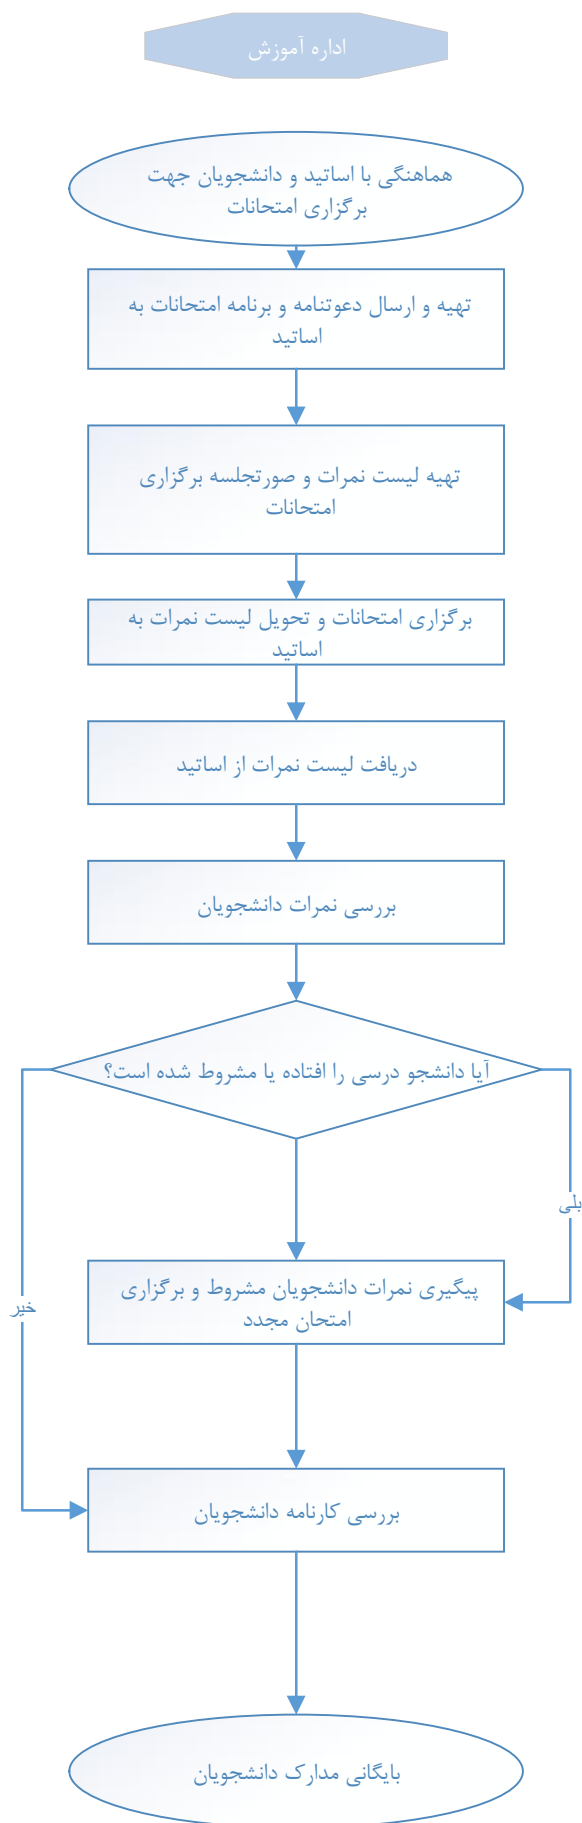 اداره آموزش
هماهنگی با اساتید و دانشجویان جهت
برگزاری امتحانات
تهیه و ارسال دعوتنامه و برنامه امتحانات به
اساتید
تهیه لیست نمرات و صورتجلسه برگزاری
امتحانات
برگزاری امتحانات و تحویل لیست نمرات به
اساتید
دریافت لیست نمرات از اساتید
بررسی نمرات دانشجویان
آیا دانشجو درسی را افتاده یا مشروط شده است؟
بلی
پیگیری نمرات دانشجویان مشروط و برگزاری
امتحان مجدد
خیر
بررسی کارنامه دانشجویان
بایگانی مدارک دانشجویان